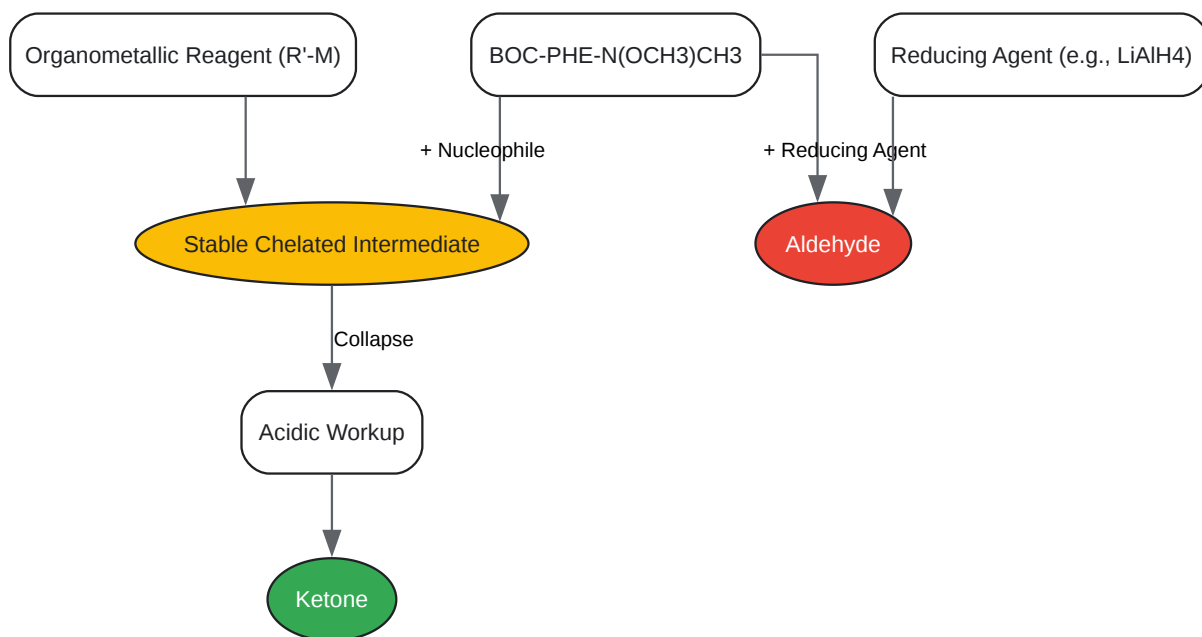 Organometallic Reagent (R'-M)
BOC-PHE-N(OCH3)CH3
Reducing Agent (e.g., LiAlH4)
+ Nucleophile
+ Reducing Agent
Stable Chelated Intermediate
Aldehyde
Collapse
Acidic Workup
Ketone